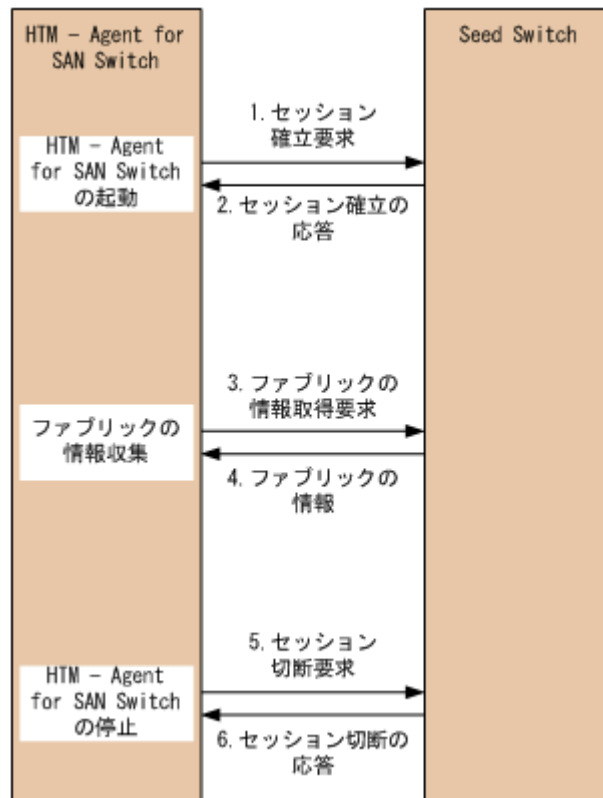 HTM - Agent for
SAN Switch
Seed Switch
1.セッション
確立要求
HTM - Agent
for SAN Switch
の起動
2.セッション確立の
応答
3.ファブリックの
情報取得要求
ファブリックの
情報収集
4.ファブリックの
情報
5.セッション
切断要求
HTM - Agent
for SAN Switch
の停止
6.セッション切断の
応答